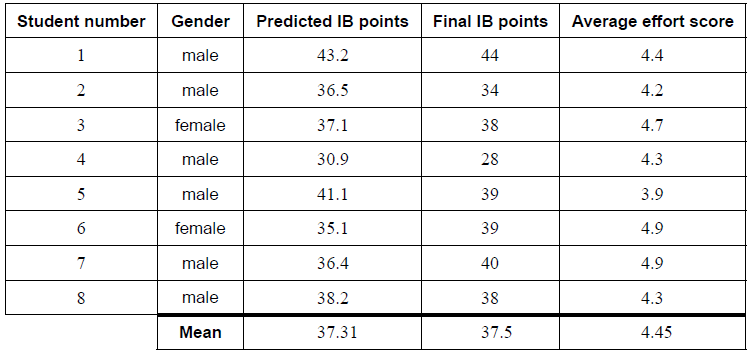 Student number Gender Predicted IB points Final IB points Average effort score
1 male 43.2 44 4.4
2 male 36.5 34 4.2
3 female 37.1 38 4.7
4 male 30.9 28 4.3
5 male 41.1 39 3.9
6 female 35.1 39 4.9
7 male 36.4 40 4.9
8 male 38.2 38 4.3
Mean 37.31 37.5 4.45